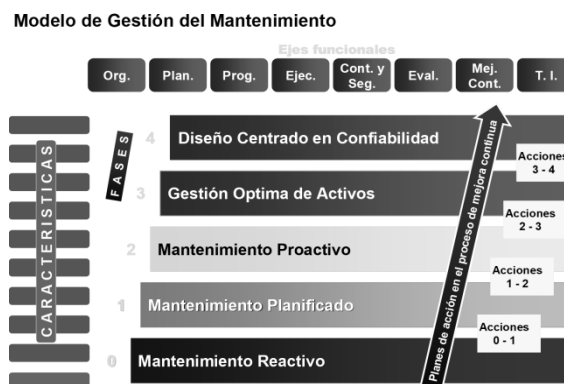 Modelo de Gestión del Mantenimiento
Ejes funcionales
Org.
Plan.
Prog.
Ejec.
Cont. y
Seg.
Eval.
Mej.
Cont.
T. I.
CARACTERISTICAS
FASES
4
Diseño Centrado en Confiabilidad
3
Gestión Optima de Activos
2
Mantenimiento Proactivo
1
Mantenimiento Planificado
0
Mantenimiento Reactivo
Planes de acción en el proceso de mejora continua
Acciones
3 - 4
Acciones
2 - 3
Acciones
1 - 2
Acciones
0 - 1